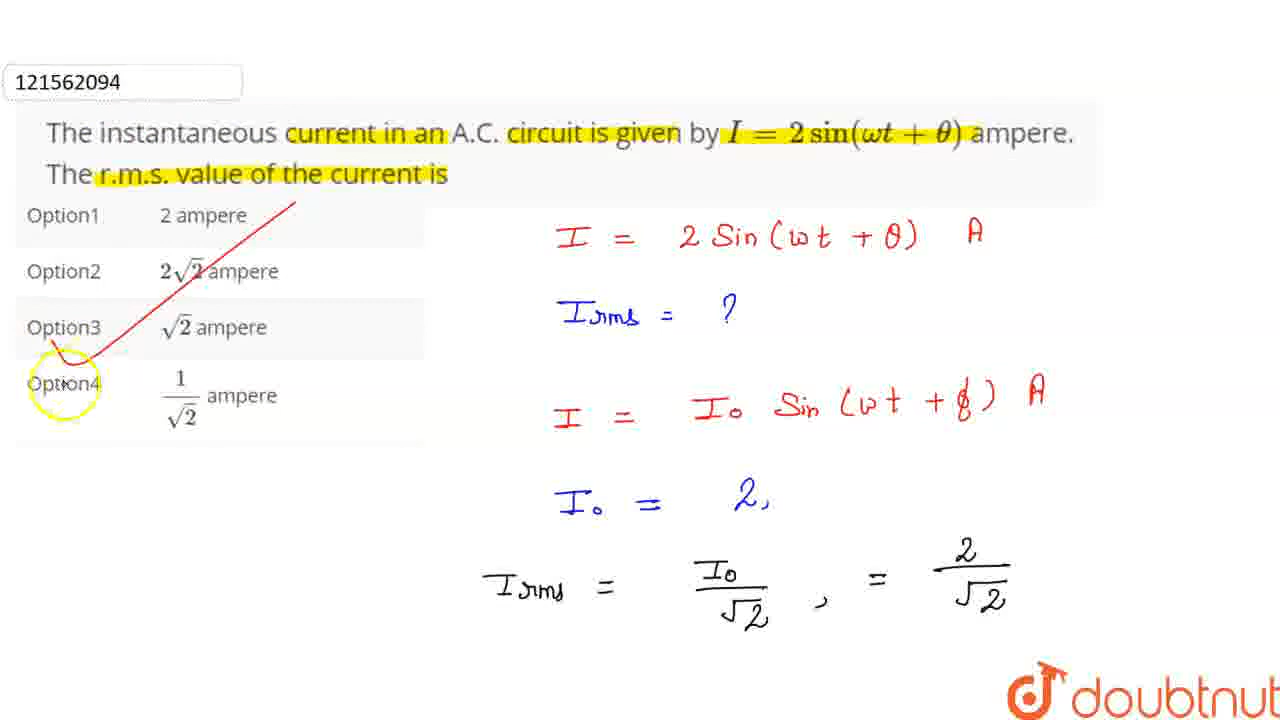 121562094
The instantaneous current in an A.C. circuit is given by I = 2 sin(ωt + θ) ampere.
The r.m.s. value of the current is
Option1 2 ampere
Option2 2√2 ampere
Option3 √2 ampere
Option4 1/√2 ampere
I = 2 Sin (ωt + θ) A
Irms = ?
I = I₀ Sin (ωt + ) A
I₀ = 2,
Irms = I₀/√2 , = 2/√2
doubtnut